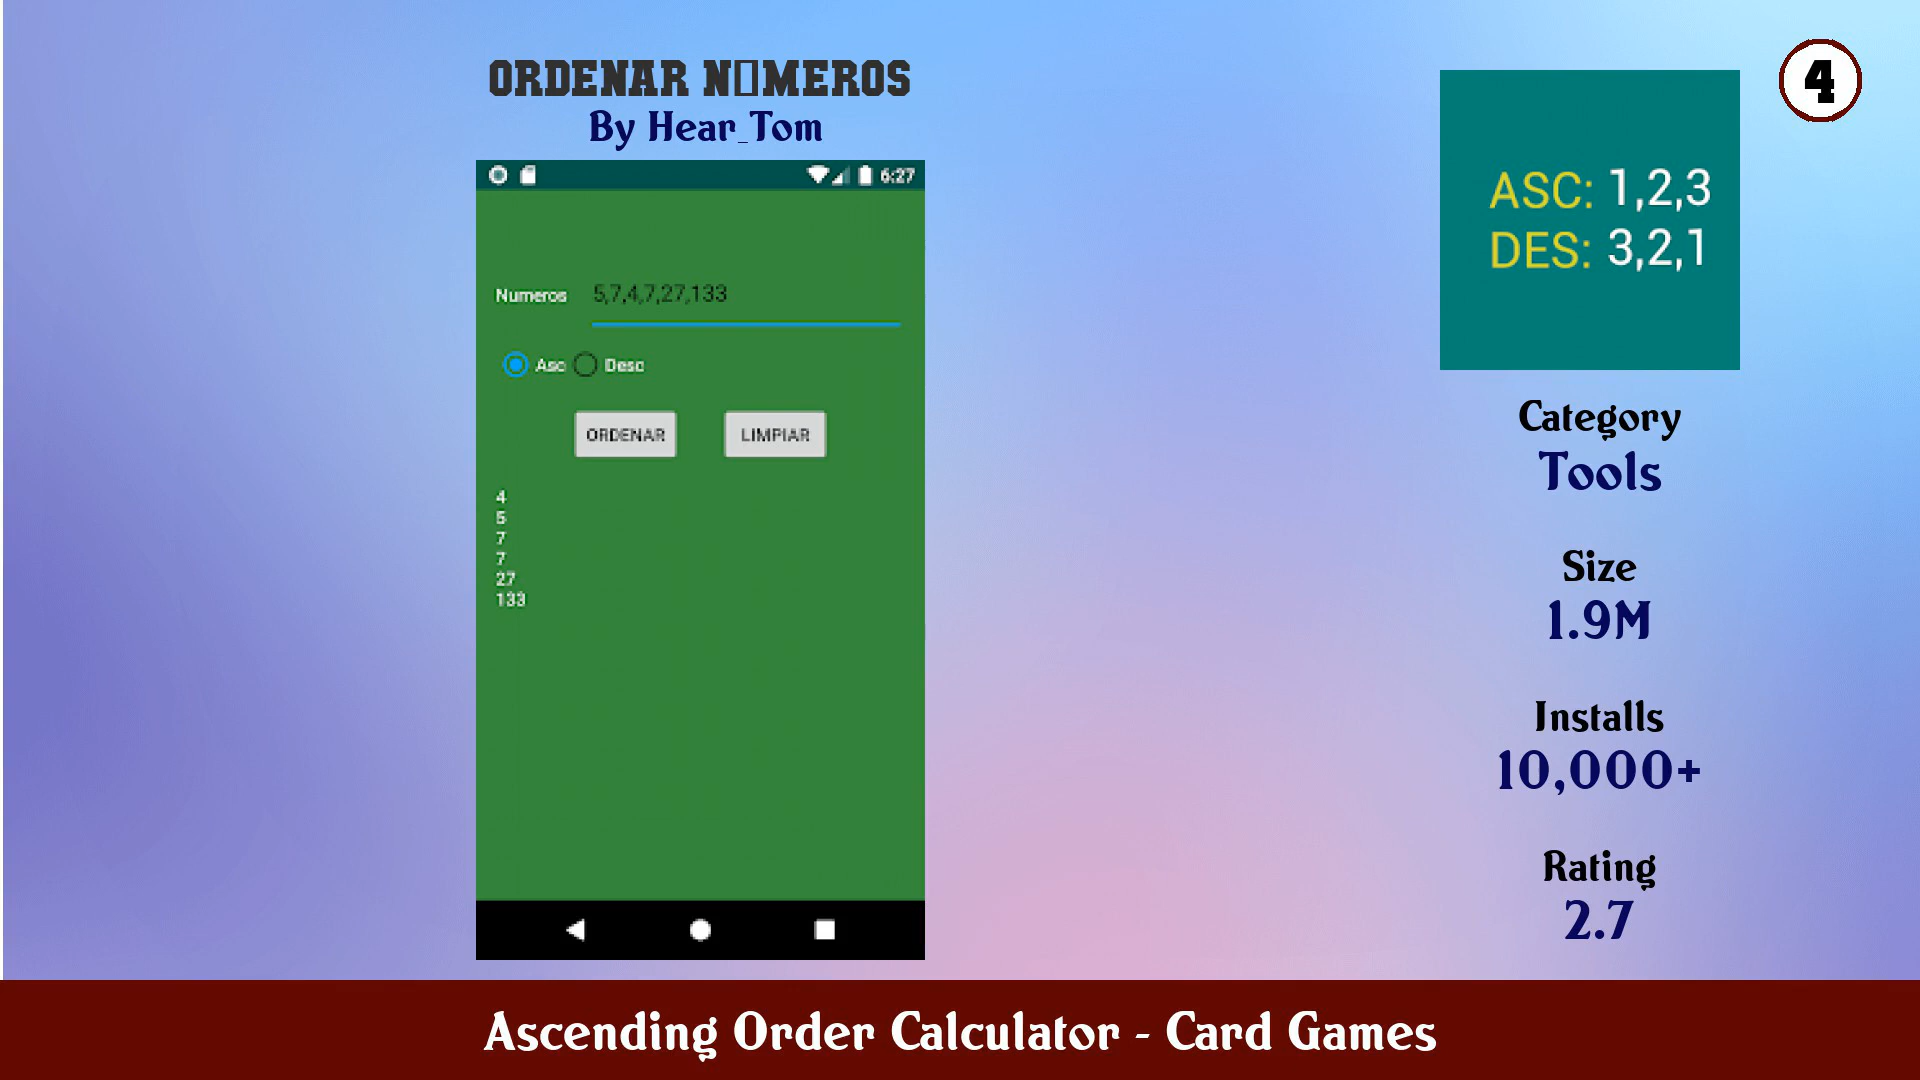 ORDENAR N▯MEROS
By Hear_Tom
6:27
Numeros 5,7,4,7,27,133
Asc Desc
ORDENAR LIMPIAR
4
5
7
7
27
133
4
ASC: 1,2,3
DES: 3,2,1
Category
Tools
Size
1.9M
Installs
10,000+
Rating
2.7
Ascending Order Calculator - Card Games